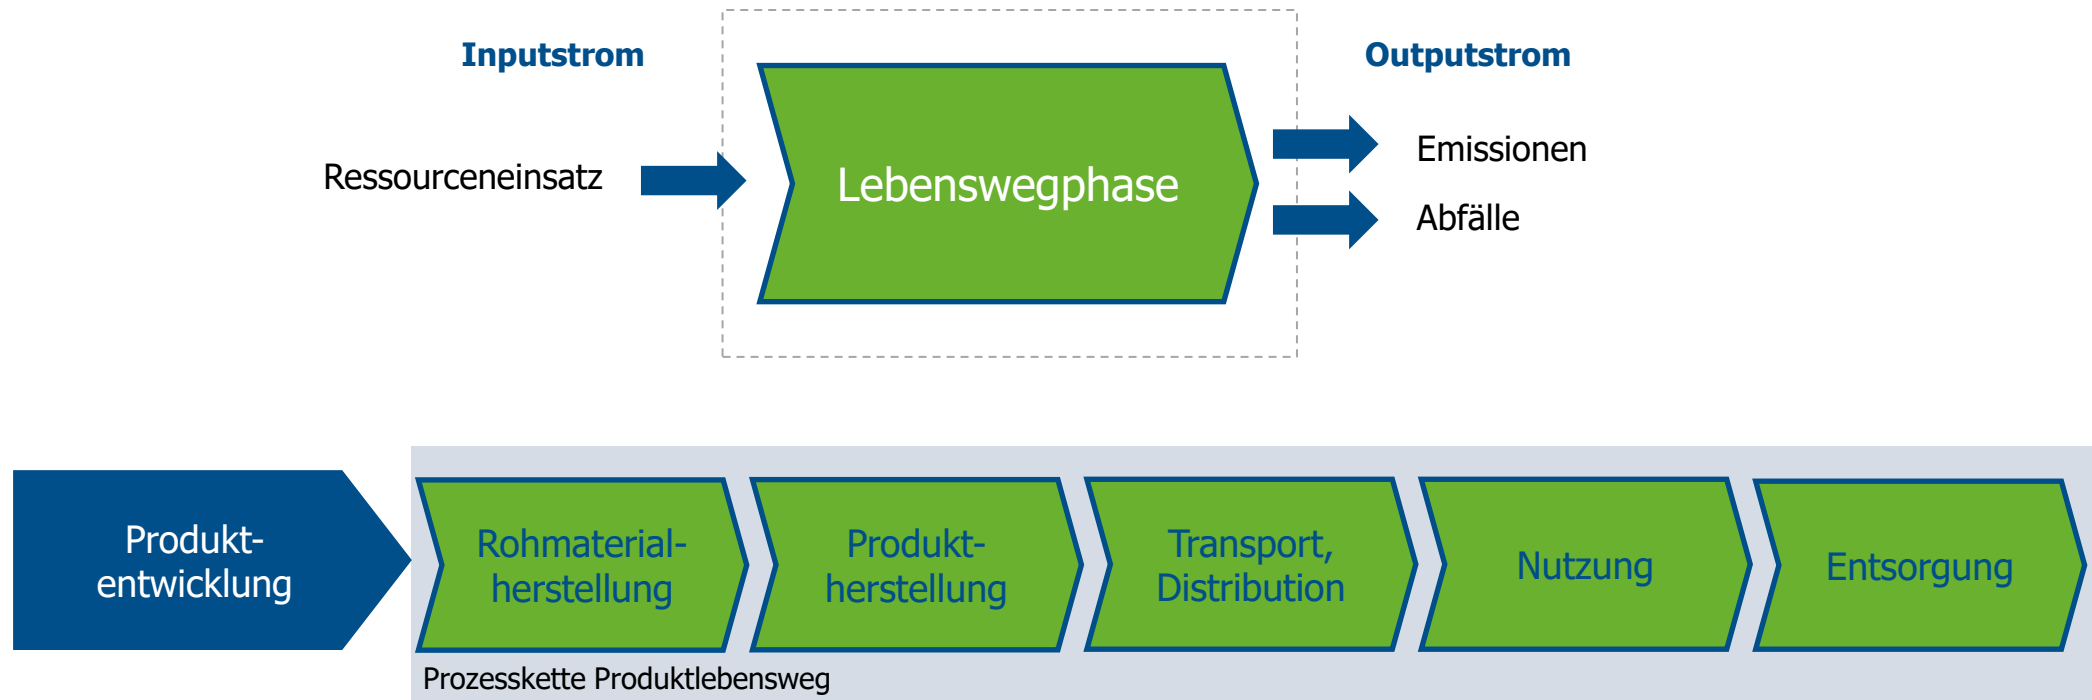 Inputstrom
Outputstrom
Ressourceneinsatz
Lebenswegphase
Emissionen
Abfälle
Produkt-
entwicklung
Rohmaterial-
herstellung
Produkt-
herstellung
Transport,
Distribution
Nutzung
Entsorgung
Prozesskette Produktlebensweg